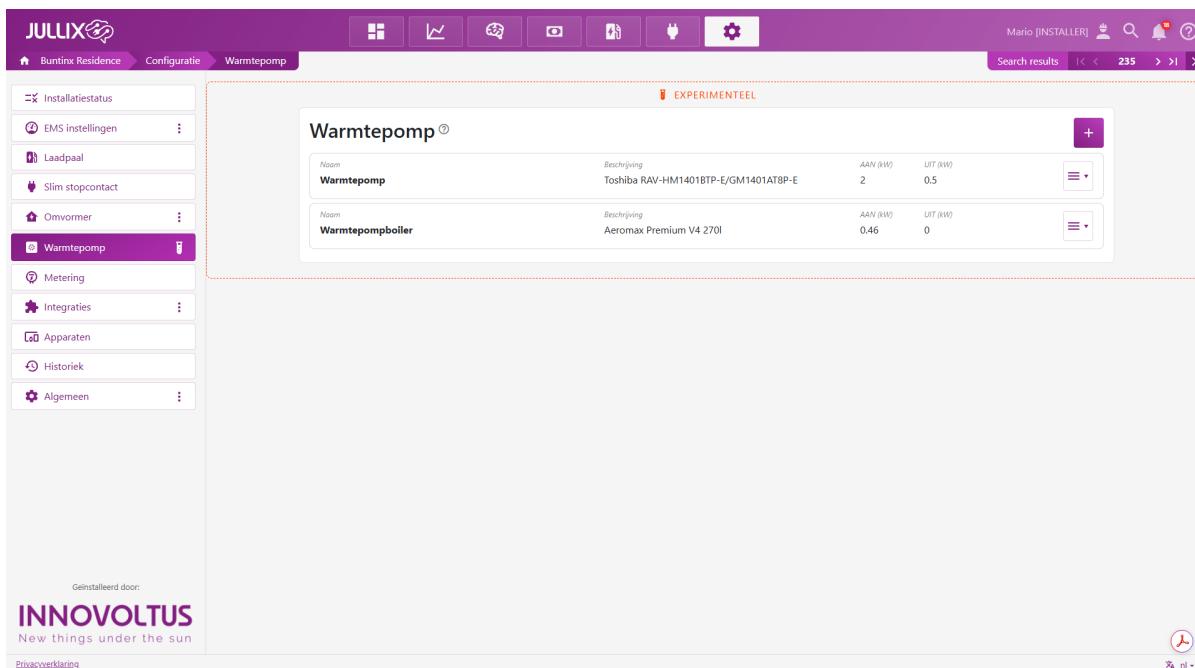 JULLIX
Mario [INSTALLER]
18
Buntinx Residence
Configuratie
Warmtepomp
Search results
235
Installatiestatus
EMS instellingen
Laadpaal
Slim stopcontact
Omvormer
Warmtepomp
Metering
Integraties
Apparaten
Historiek
Algemeen
EXPERIMENTEEL
Warmtepomp
+
Naam Beschrijving AAN (kW) UIT (kW)
Warmtepomp Toshiba RAV-HM1401BTP-E/GM1401AT8P-E 2 0.5
Naam Beschrijving AAN (kW) UIT (kW)
Warmtepompboiler Aeromax Premium V4 270l 0.46 0
Geïnstalleerd door:
INNOVOLTUS
New things under the sun
Privacyverklaring
nl